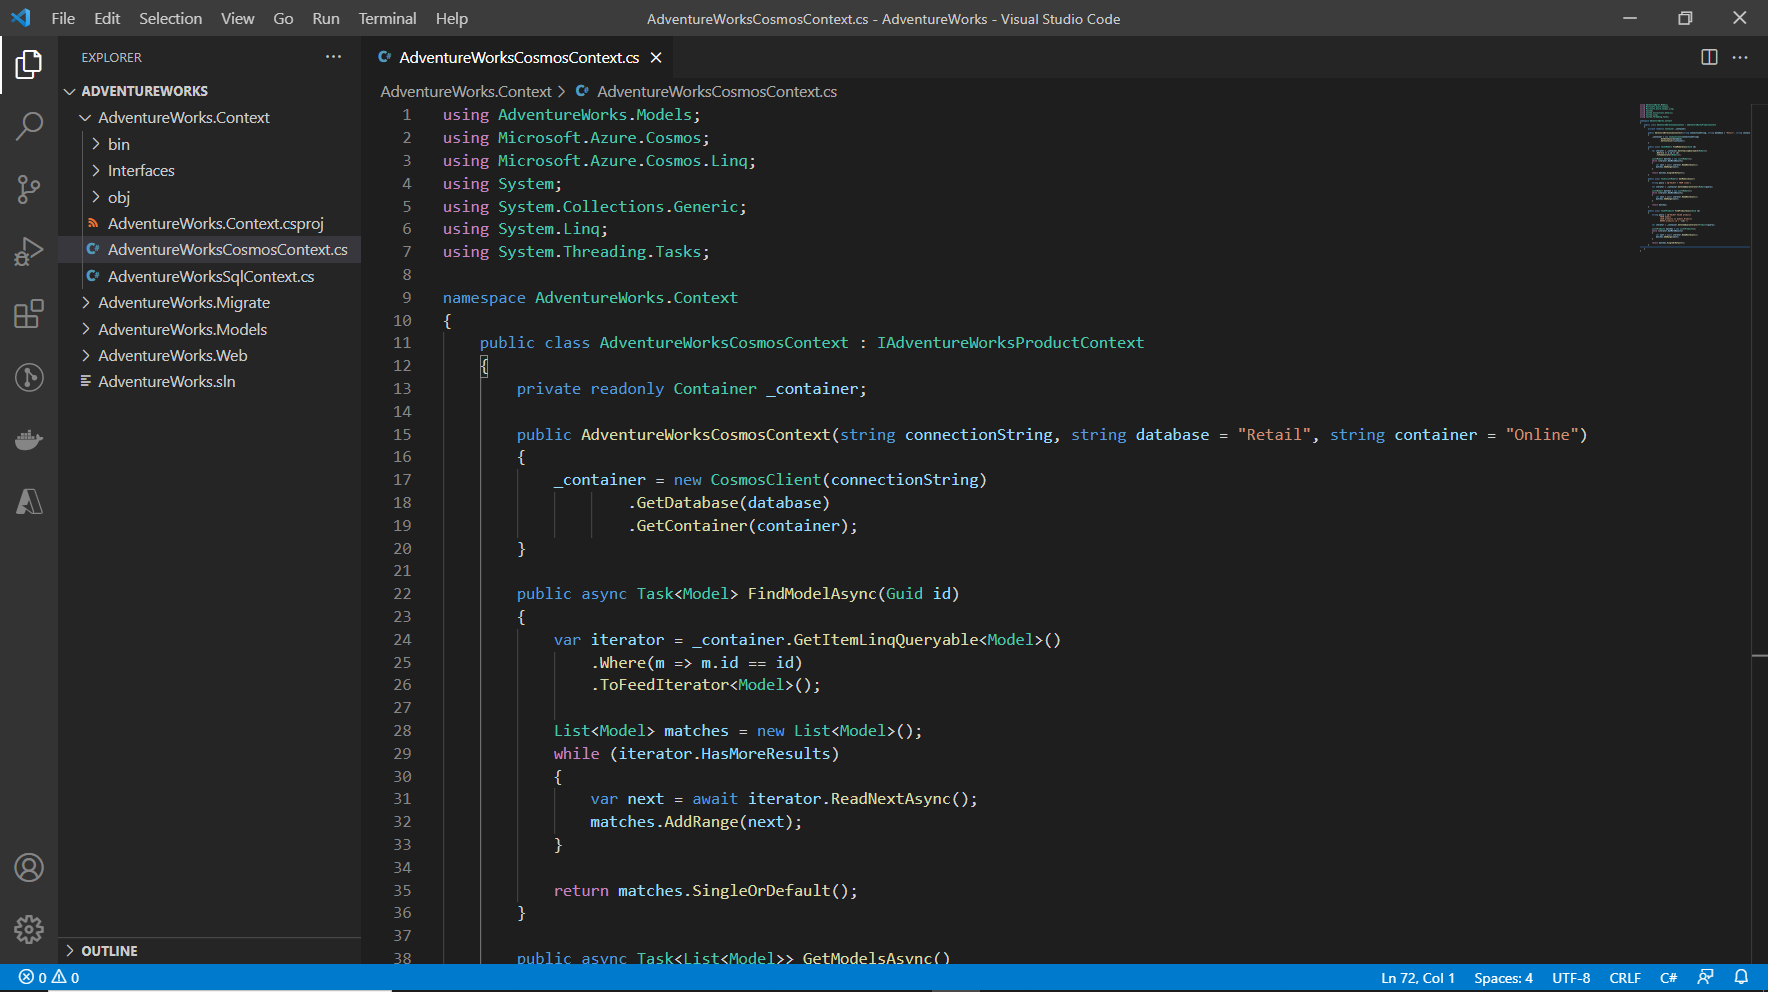 File Edit Selection View Go Run Terminal Help
AdventureWorksCosmosContext.cs - AdventureWorks - Visual Studio Code
EXPLORER
ADVENTUREWORKS
AdventureWorks.Context
bin
Interfaces
obj
AdventureWorks.Context.csproj
AdventureWorksCosmosContext.cs
AdventureWorksSqlContext.cs
AdventureWorks.Migrate
AdventureWorks.Models
AdventureWorks.Web
AdventureWorks.sln
OUTLINE
AdventureWorksCosmosContext.cs
AdventureWorks.Context > AdventureWorksCosmosContext.cs
1 using AdventureWorks.Models;
2 using Microsoft.Azure.Cosmos;
3 using Microsoft.Azure.Cosmos.Linq;
4 using System;
5 using System.Collections.Generic;
6 using System.Linq;
7 using System.Threading.Tasks;
8
9 namespace AdventureWorks.Context
10 {
11 public class AdventureWorksCosmosContext : IAdventureWorksProductContext
12 {
13 private readonly Container _container;
14
15 public AdventureWorksCosmosContext(string connectionString, string database = "Retail", string container = "Online")
16 {
17 _container = new CosmosClient(connectionString)
18 .GetDatabase(database)
19 .GetContainer(container);
20 }
21
22 public async Task<Model> FindModelAsync(Guid id)
23 {
24 var iterator = _container.GetItemLinqQueryable<Model>()
25 .Where(m => m.id == id)
26 .ToFeedIterator<Model>();
27
28 List<Model> matches = new List<Model>();
29 while (iterator.HasMoreResults)
30 {
31 var next = await iterator.ReadNextAsync();
32 matches.AddRange(next);
33 }
34
35 return matches.SingleOrDefault();
36 }
37
38 public async Task<List<Model>> GetModelsAsync()
0 0
Ln 72, Col 1 Spaces: 4 UTF-8 CRLF C#